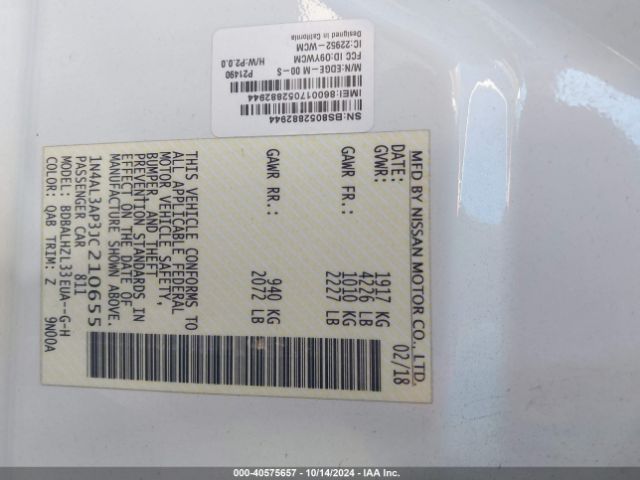 SN:BS8052882944
IMEI:860017052882944
M/N:EDGE-M 00-S
FCC ID:09YWCM
IC:22952-WCM
Designed in California
P21490
H/W:P2.0.0
MFD BY NISSAN MOTOR CO., LTD.
DATE: 02/18
GVWR: 1917 KG
4226 LB
GAWR FR.: 1010 KG
2227 LB
GAWR RR.: 940 KG
2072 LB
THIS VEHICLE CONFORMS TO
ALL APPLICABLE FEDERAL
MOTOR VEHICLE SAFETY,
BUMPER, AND THEFT
PREVENTION STANDARDS IN
EFFECT ON THE DATE OF
MANUFACTURE SHOWN ABOVE.
1N4AL3AP3JC210655
PASSENGER CAR 811
MODEL: BDBALHZL33EUA--G-H
COLOR: QAB TRIM: Z 9N00A
000-40575657 - 10/14/2024 - IAA Inc.